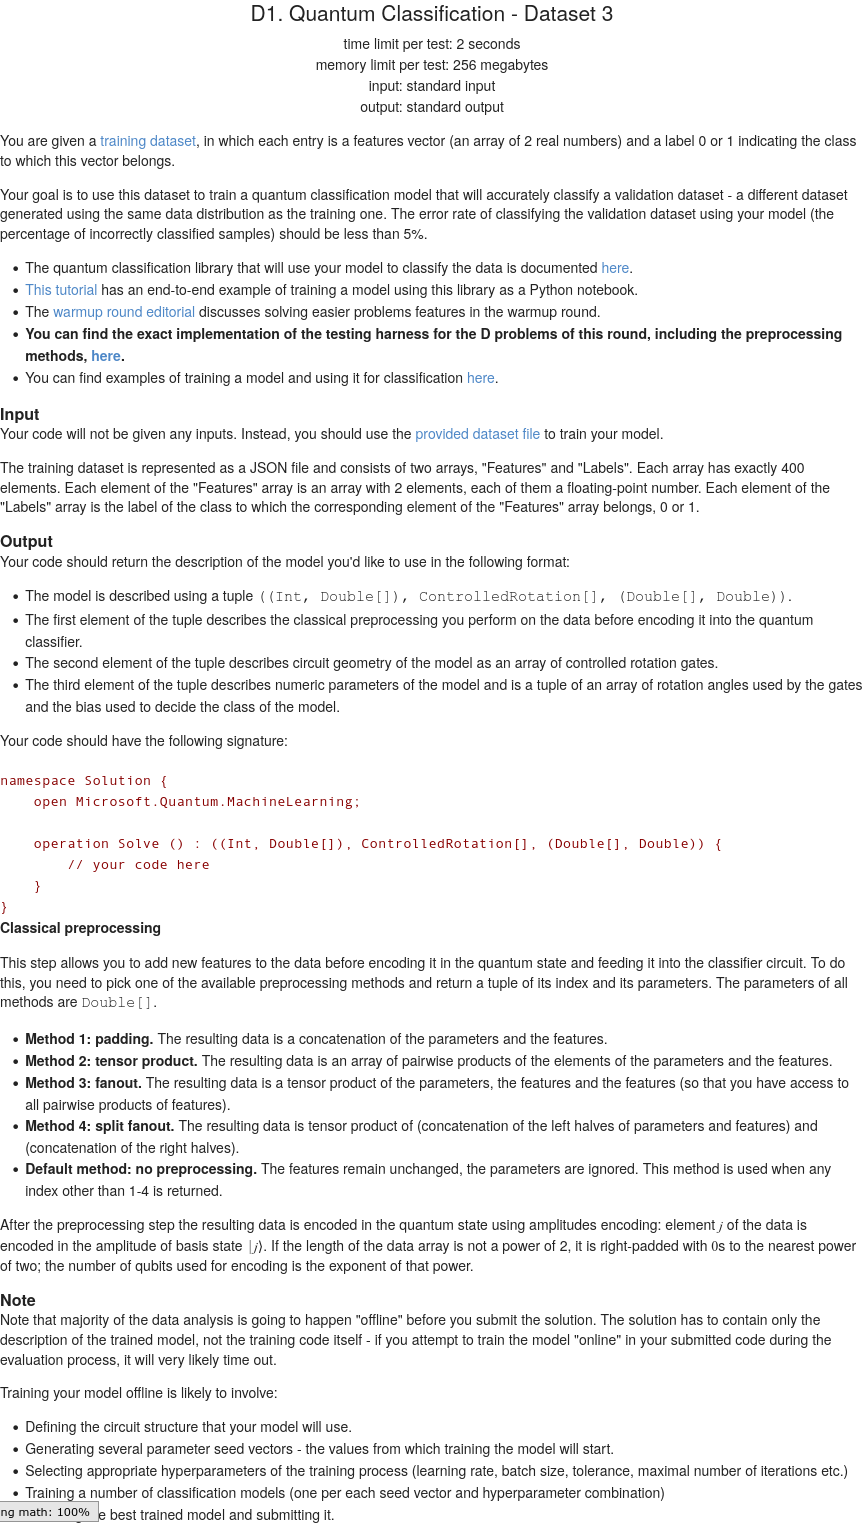 D1. Quantum Classification - Dataset 3
time limit per test: 2 seconds
memory limit per test: 256 megabytes
input: standard input
output: standard output
You are given a training dataset, in which each entry is a features vector (an array of 2 real numbers) and a label 0 or 1 indicating the class
to which this vector belongs.
Your goal is to use this dataset to train a quantum classification model that will accurately classify a validation dataset - a different dataset
generated using the same data distribution as the training one. The error rate of classifying the validation dataset using your model (the
percentage of incorrectly classified samples) should be less than 5%.
• The quantum classification library that will use your model to classify the data is documented here.
• This tutorial has an end-to-end example of training a model using this library as a Python notebook.
• The warmup round editorial discusses solving easier problems features in the warmup round.
• You can find the exact implementation of the testing harness for the D problems of this round, including the preprocessing
methods, here.
• You can find examples of training a model and using it for classification here.
Input
Your code will not be given any inputs. Instead, you should use the provided dataset file to train your model.
The training dataset is represented as a JSON file and consists of two arrays, "Features" and "Labels". Each array has exactly 400
elements. Each element of the "Features" array is an array with 2 elements, each of them a floating-point number. Each element of the
"Labels" array is the label of the class to which the corresponding element of the "Features" array belongs, 0 or 1.
Output
Your code should return the description of the model you'd like to use in the following format:
• The model is described using a tuple ((Int, Double[]), ControlledRotation[], (Double[], Double)).
• The first element of the tuple describes the classical preprocessing you perform on the data before encoding it into the quantum
classifier.
• The second element of the tuple describes circuit geometry of the model as an array of controlled rotation gates.
• The third element of the tuple describes numeric parameters of the model and is a tuple of an array of rotation angles used by the gates
and the bias used to decide the class of the model.
Your code should have the following signature:
namespace Solution {
    open Microsoft.Quantum.MachineLearning;
    operation Solve () : ((Int, Double[]), ControlledRotation[], (Double[], Double)) {
        // your code here
    }
}
Classical preprocessing
This step allows you to add new features to the data before encoding it in the quantum state and feeding it into the classifier circuit. To do
this, you need to pick one of the available preprocessing methods and return a tuple of its index and its parameters. The parameters of all
methods are Double[].
• Method 1: padding. The resulting data is a concatenation of the parameters and the features.
• Method 2: tensor product. The resulting data is an array of pairwise products of the elements of the parameters and the features.
• Method 3: fanout. The resulting data is a tensor product of the parameters, the features and the features (so that you have access to
all pairwise products of features).
• Method 4: split fanout. The resulting data is tensor product of (concatenation of the left halves of parameters and features) and
(concatenation of the right halves).
• Default method: no preprocessing. The features remain unchanged, the parameters are ignored. This method is used when any
index other than 1-4 is returned.
After the preprocessing step the resulting data is encoded in the quantum state using amplitudes encoding: element j of the data is
encoded in the amplitude of basis state |j⟩. If the length of the data array is not a power of 2, it is right-padded with 0s to the nearest power
of two; the number of qubits used for encoding is the exponent of that power.
Note
Note that majority of the data analysis is going to happen "offline" before you submit the solution. The solution has to contain only the
description of the trained model, not the training code itself - if you attempt to train the model "online" in your submitted code during the
evaluation process, it will very likely time out.
Training your model offline is likely to involve:
• Defining the circuit structure that your model will use.
• Generating several parameter seed vectors - the values from which training the model will start.
• Selecting appropriate hyperparameters of the training process (learning rate, batch size, tolerance, maximal number of iterations etc.)
• Training a number of classification models (one per each seed vector and hyperparameter combination)
ng math: 100%
e best trained model and submitting it.